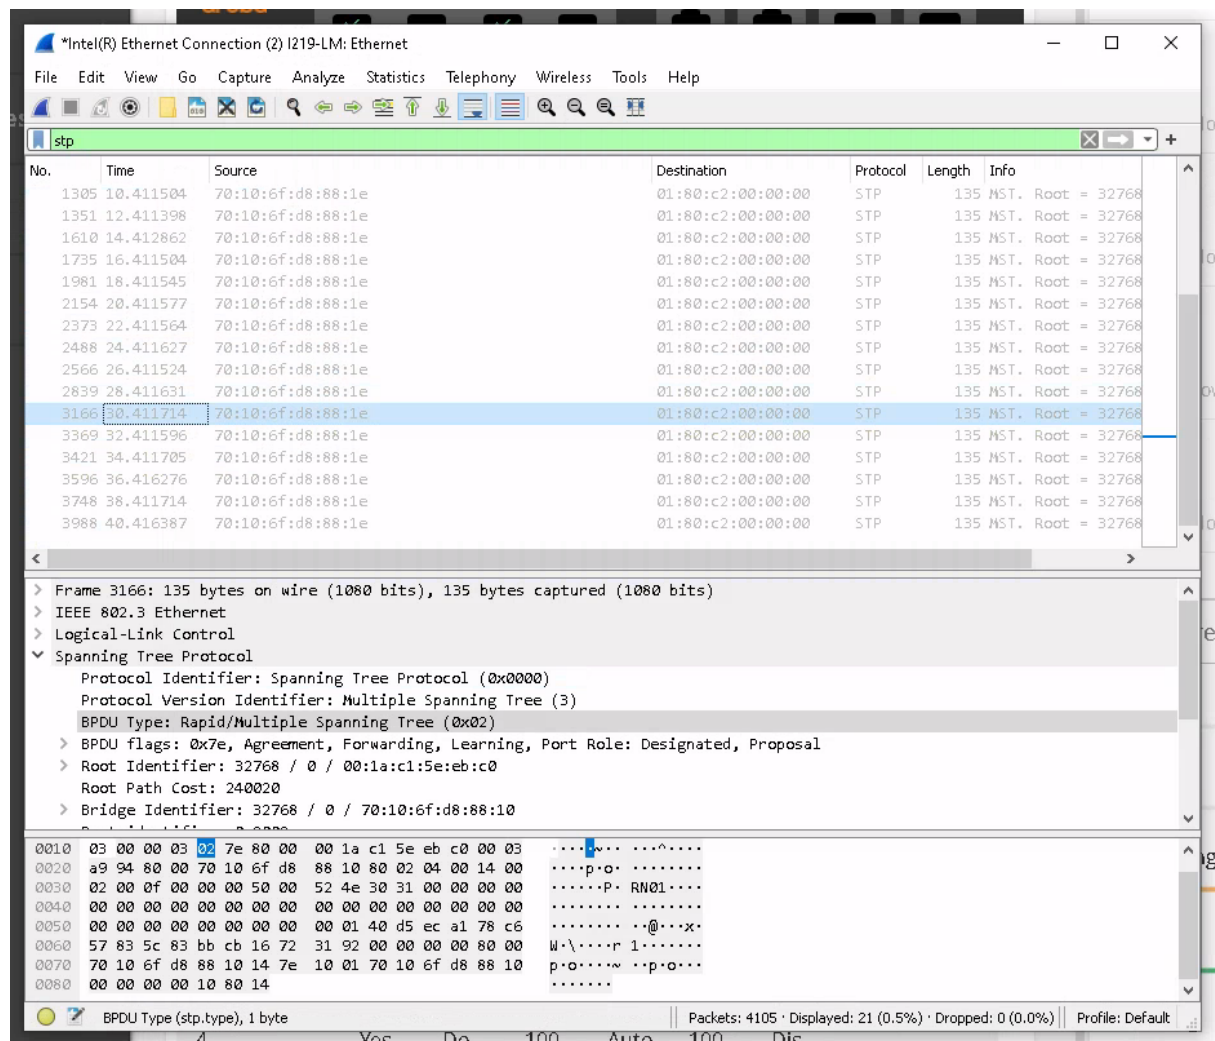 *Intel(R) Ethernet Connection (2) I219-LM: Ethernet
File Edit View Go Capture Analyze Statistics Telephony Wireless Tools Help
stp
No. Time Source Destination Protocol Length Info
1305 10.411504 70:10:6f:d8:88:1e 01:80:c2:00:00:00 STP 135 MST. Root = 32768
1351 12.411398 70:10:6f:d8:88:1e 01:80:c2:00:00:00 STP 135 MST. Root = 32768
1610 14.412862 70:10:6f:d8:88:1e 01:80:c2:00:00:00 STP 135 MST. Root = 32768
1735 16.411504 70:10:6f:d8:88:1e 01:80:c2:00:00:00 STP 135 MST. Root = 32768
1981 18.411545 70:10:6f:d8:88:1e 01:80:c2:00:00:00 STP 135 MST. Root = 32768
2154 20.411577 70:10:6f:d8:88:1e 01:80:c2:00:00:00 STP 135 MST. Root = 32768
2373 22.411564 70:10:6f:d8:88:1e 01:80:c2:00:00:00 STP 135 MST. Root = 32768
2488 24.411627 70:10:6f:d8:88:1e 01:80:c2:00:00:00 STP 135 MST. Root = 32768
2566 26.411524 70:10:6f:d8:88:1e 01:80:c2:00:00:00 STP 135 MST. Root = 32768
2839 28.411631 70:10:6f:d8:88:1e 01:80:c2:00:00:00 STP 135 MST. Root = 32768
3166 30.411714 70:10:6f:d8:88:1e 01:80:c2:00:00:00 STP 135 MST. Root = 32768
3369 32.411596 70:10:6f:d8:88:1e 01:80:c2:00:00:00 STP 135 MST. Root = 32768
3421 34.411705 70:10:6f:d8:88:1e 01:80:c2:00:00:00 STP 135 MST. Root = 32768
3596 36.416276 70:10:6f:d8:88:1e 01:80:c2:00:00:00 STP 135 MST. Root = 32768
3748 38.411714 70:10:6f:d8:88:1e 01:80:c2:00:00:00 STP 135 MST. Root = 32768
3988 40.416387 70:10:6f:d8:88:1e 01:80:c2:00:00:00 STP 135 MST. Root = 32768
Frame 3166: 135 bytes on wire (1080 bits), 135 bytes captured (1080 bits)
IEEE 802.3 Ethernet
Logical-Link Control
Spanning Tree Protocol
Protocol Identifier: Spanning Tree Protocol (0x0000)
Protocol Version Identifier: Multiple Spanning Tree (3)
BPDU Type: Rapid/Multiple Spanning Tree (0x02)
BPDU flags: 0x7e, Agreement, Forwarding, Learning, Port Role: Designated, Proposal
Root Identifier: 32768 / 0 / 00:1a:c1:5e:eb:c0
Root Path Cost: 240020
Bridge Identifier: 32768 / 0 / 70:10:6f:d8:88:10
0010 03 00 00 03 02 7e 80 00 00 1a c1 5e eb c0 00 03 ·····~·· ···^····
0020 a9 94 80 00 70 10 6f d8 88 10 80 02 04 00 14 00 ····p·o· ········
0030 02 00 0f 00 00 00 50 00 52 4e 30 31 00 00 00 00 ······P· RN01····
0040 00 00 00 00 00 00 00 00 00 00 00 00 00 00 00 00 ········ ········
0050 00 00 00 00 00 00 00 00 00 01 40 d5 ec a1 78 c6 ········ ··@···x·
0060 57 83 5c 83 bb cb 16 72 31 92 00 00 00 00 80 00 W·\····r 1·······
0070 70 10 6f d8 88 10 14 7e 10 01 70 10 6f d8 88 10 p·o····~ ··p·o···
0080 00 00 00 00 10 80 14 ·······
BPDU Type (stp.type), 1 byte Packets: 4105 · Displayed: 21 (0.5%) · Dropped: 0 (0.0%) Profile: Default